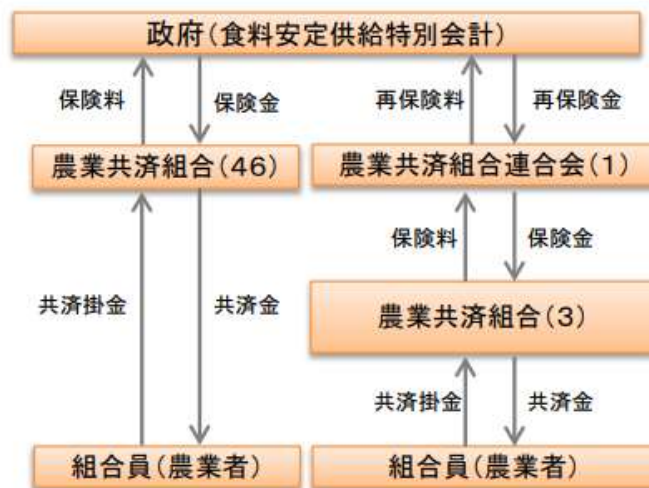 政府(食料安定供給特別会計)
保険料
保険金
再保険料
再保険金
農業共済組合(46)
農業共済組合連合会(1)
保険料
保険金
共済掛金
共済金
農業共済組合(3)
共済掛金
共済金
組合員(農業者)
組合員(農業者)